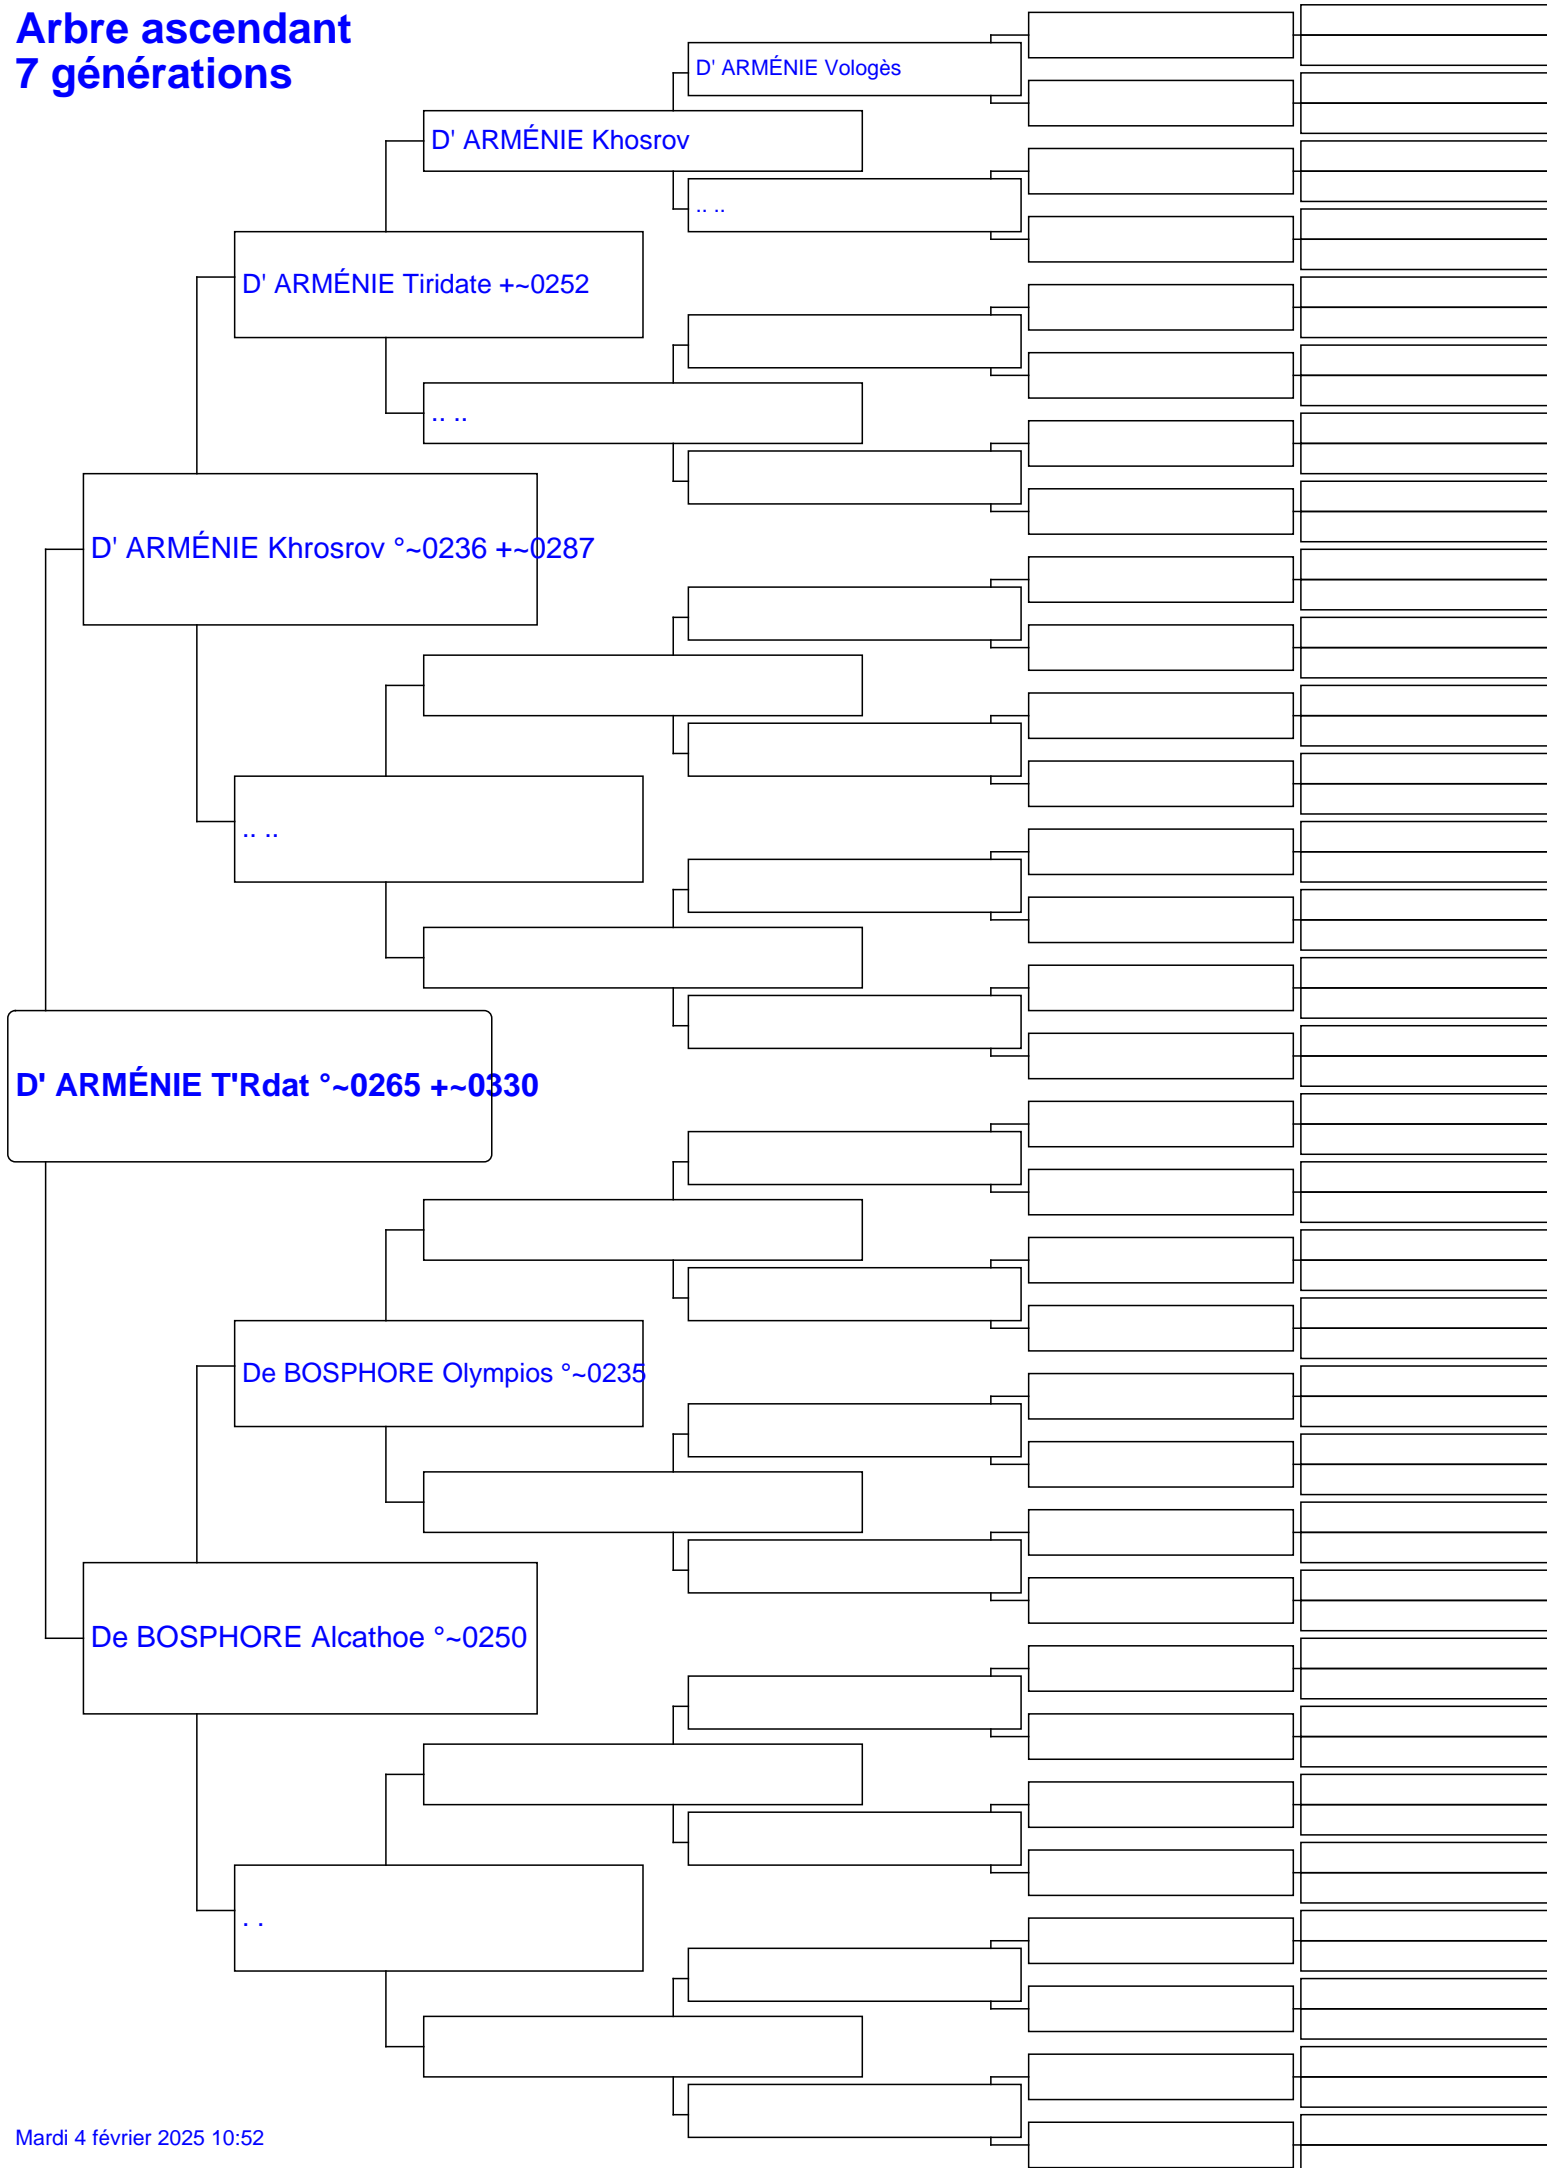 Arbre ascendant
7 générations
D' ARMÉNIE Vologès
D' ARMÉNIE Khosrov
.. ..
D' ARMÉNIE Tiridate +~0252
.. ..
D' ARMÉNIE Khrosrov °~0236 +~0287
.. ..
D' ARMÉNIE T'Rdat °~0265 +~0330
De BOSPHORE Olympios °~0235
De BOSPHORE Alcathoe °~0250
. .
Mardi 4 février 2025 10:52